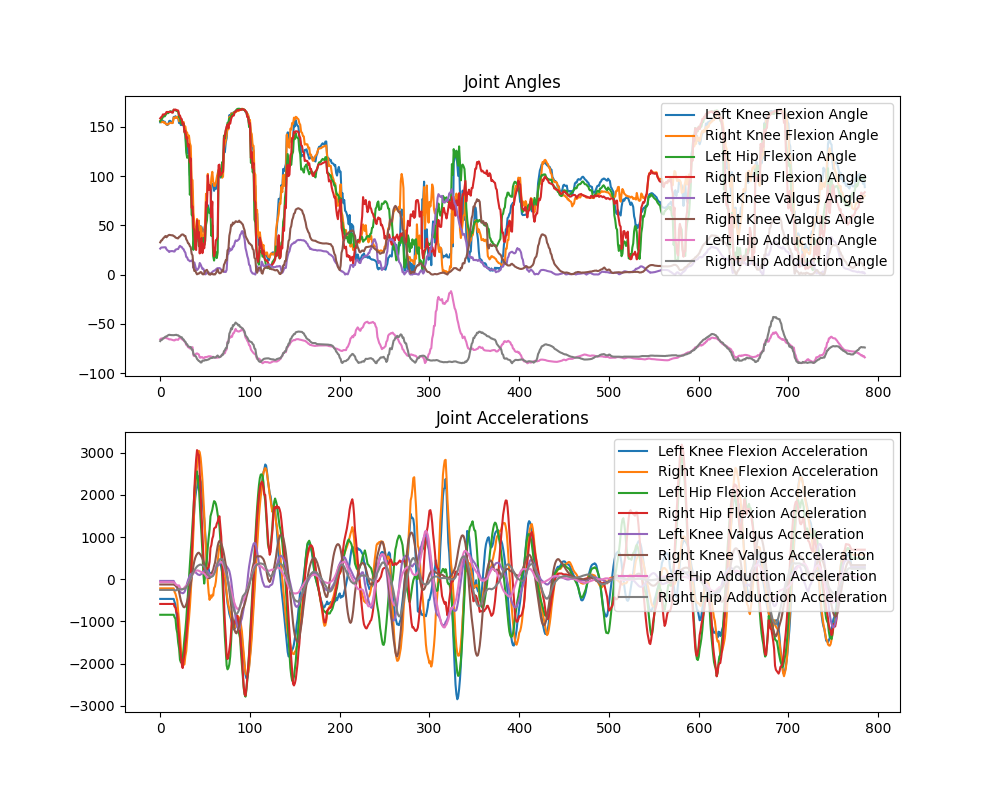 Joint Angles
150
100
50
0
−50
−100
Left Knee Flexion Angle
Right Knee Flexion Angle
Left Hip Flexion Angle
Right Hip Flexion Angle
Left Knee Valgus Angle
Right Knee Valgus Angle
Left Hip Adduction Angle
Right Hip Adduction Angle
0 100 200 300 400 500 600 700 800
Joint Accelerations
3000
2000
1000
0
−1000
−2000
−3000
Left Knee Flexion Acceleration
Right Knee Flexion Acceleration
Left Hip Flexion Acceleration
Right Hip Flexion Acceleration
Left Knee Valgus Acceleration
Right Knee Valgus Acceleration
Left Hip Adduction Acceleration
Right Hip Adduction Acceleration
0 100 200 300 400 500 600 700 800